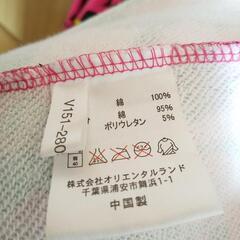 V151-280
綿 100%
綿 95%
ポリウレタン 5%
株式会社オリエンタルランド
千葉県浦安市舞浜1-1
中国製